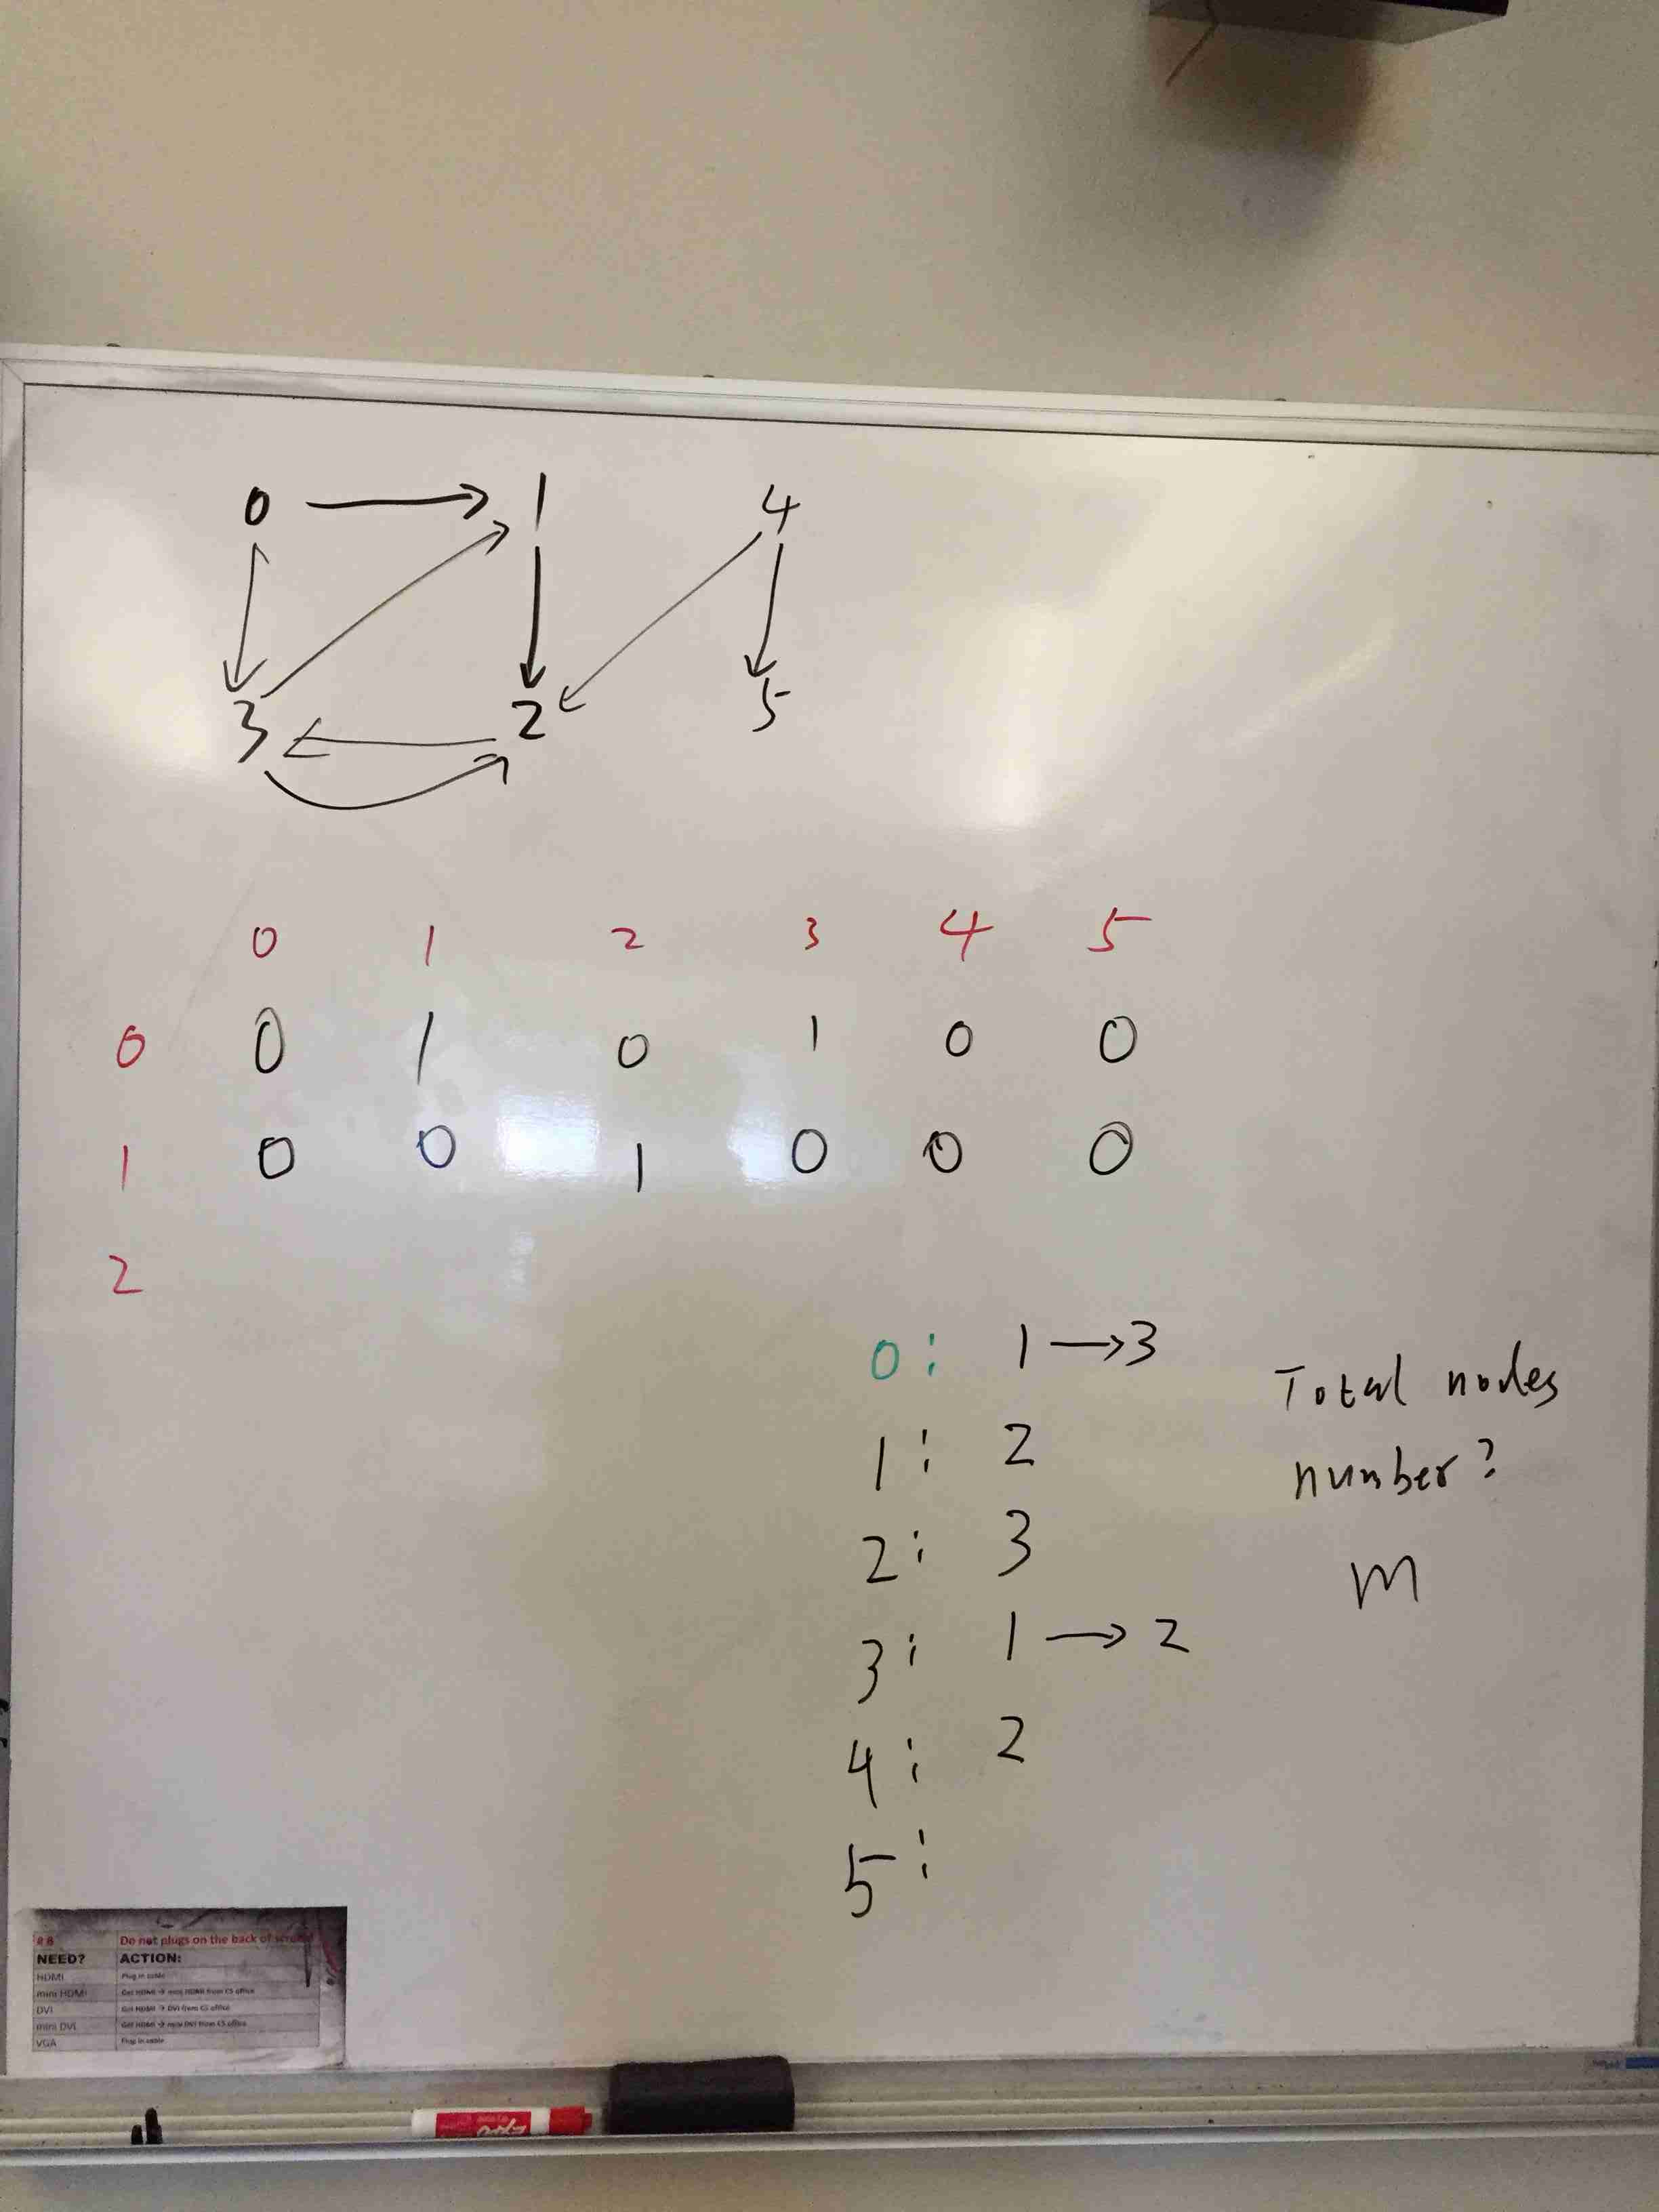 0 → 1 4
3 2 5
0 1 2 3 4 5
0 0 1 0 1 0 0
1 0 0 1 0 0 0
2
0: 1 → 3
1: 2
2: 3
3: 1 → 2
4: 2
5:
Total nodes
number?
m
Do not plugs on the back of
NEED? ACTION:
HDMI Plug in cable
mini HDMI Get HDMI → mini HDMI from CS office
DVI Get HDMI → DVI from CS office
mini DVI Get HDMI → mini DVI from CS office
VGA Plug in cable